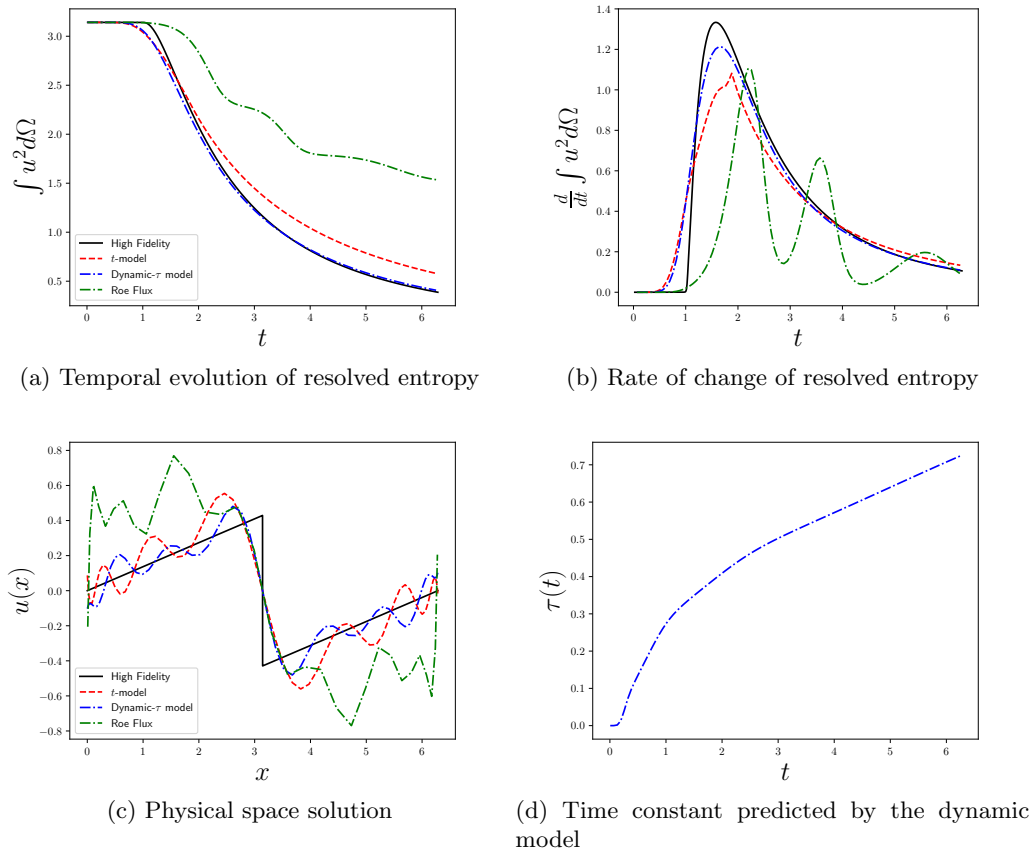 3.0
2.5
2.0
1.5
1.0
0.5
0 1 2 3 4 5 6
∫ u²dΩ
t
High Fidelity
t-model
Dynamic-τ model
Roe Flux
(a) Temporal evolution of resolved entropy
1.4
1.2
1.0
0.8
0.6
0.4
0.2
0.0
0 1 2 3 4 5 6
d/dt ∫ u²dΩ
t
(b) Rate of change of resolved entropy
0.8
0.6
0.4
0.2
0.0
−0.2
−0.4
−0.6
−0.8
0 1 2 3 4 5 6
u(x)
x
High Fidelity
t-model
Dynamic-τ model
Roe Flux
(c) Physical space solution
0.7
0.6
0.5
0.4
0.3
0.2
0.1
0.0
0 1 2 3 4 5 6
τ(t)
t
(d) Time constant predicted by the dynamic
model